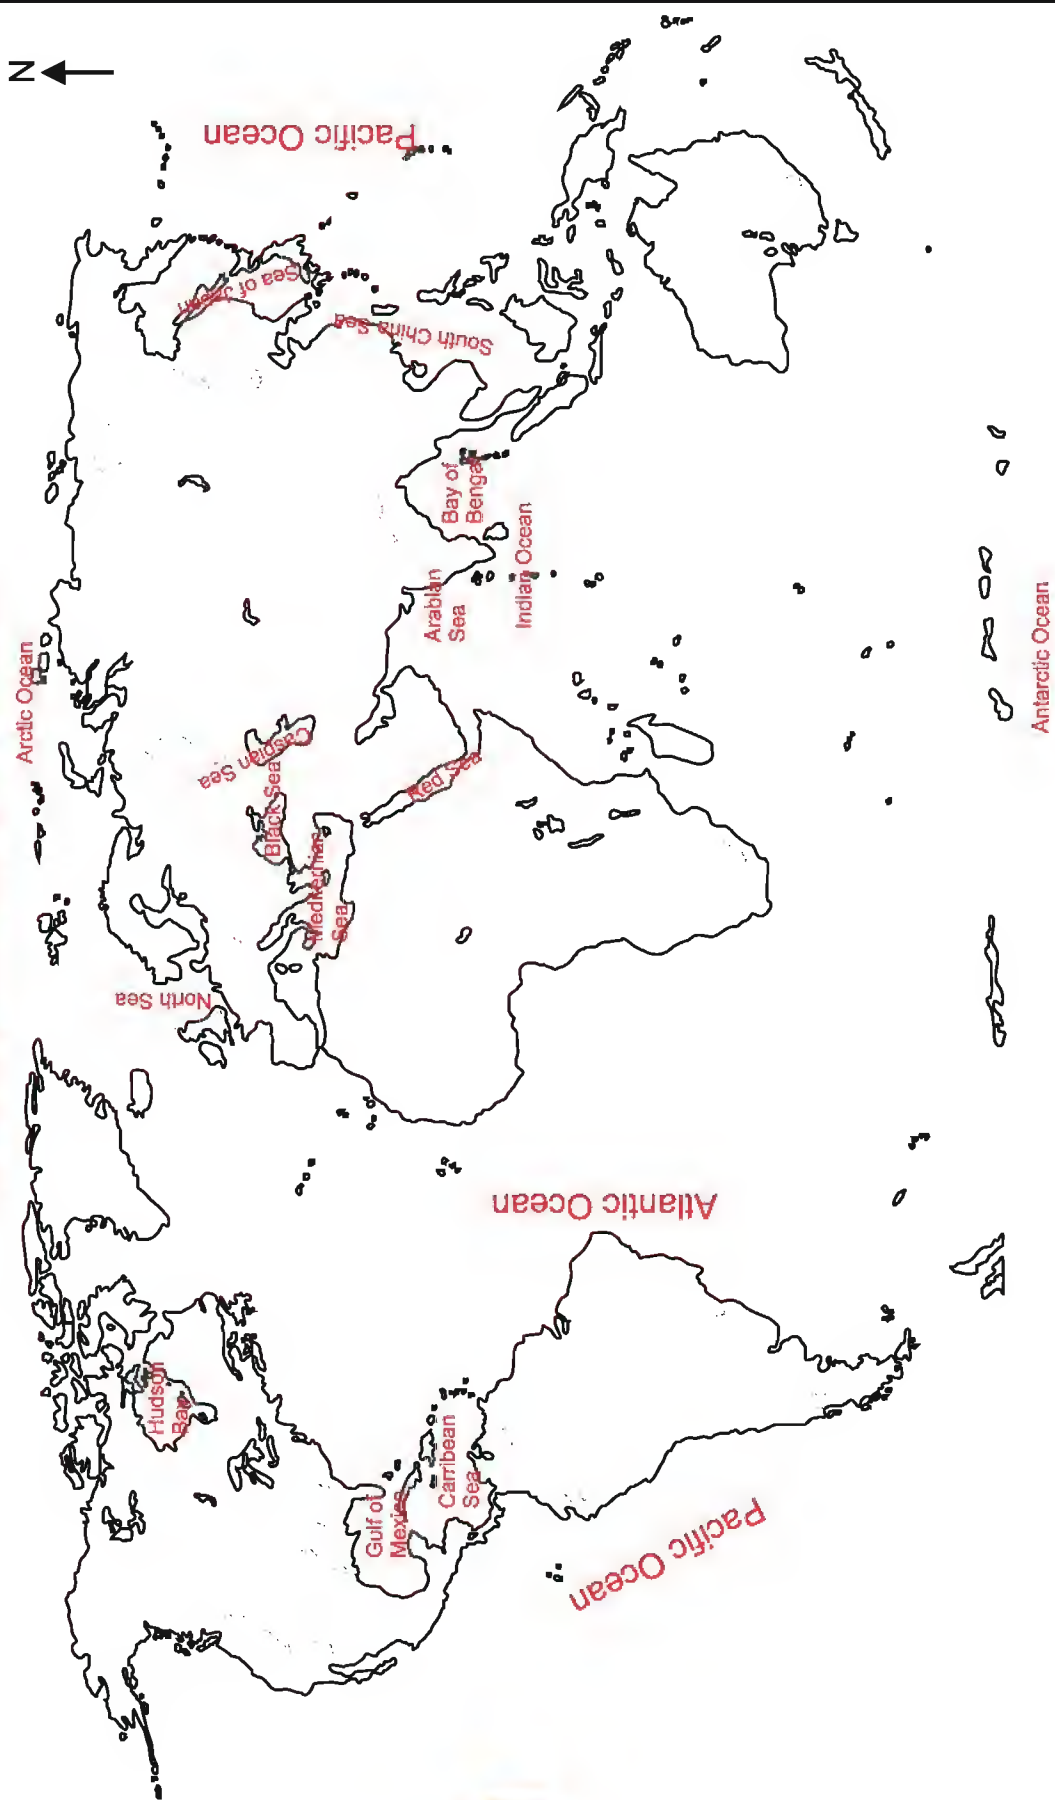 N
Arctic Ocean
Pacific Ocean
Sea of Japan
South China Sea
Bay of
Bengal
Arabian
Sea
Indian Ocean
Antarctic Ocean
Caspian Sea
Black Sea
Red Sea
Mediterranian
Sea
North Sea
Atlantic Ocean
Hudson
Bay
Gulf of
Mexico
Carribean
Sea
Pacific Ocean